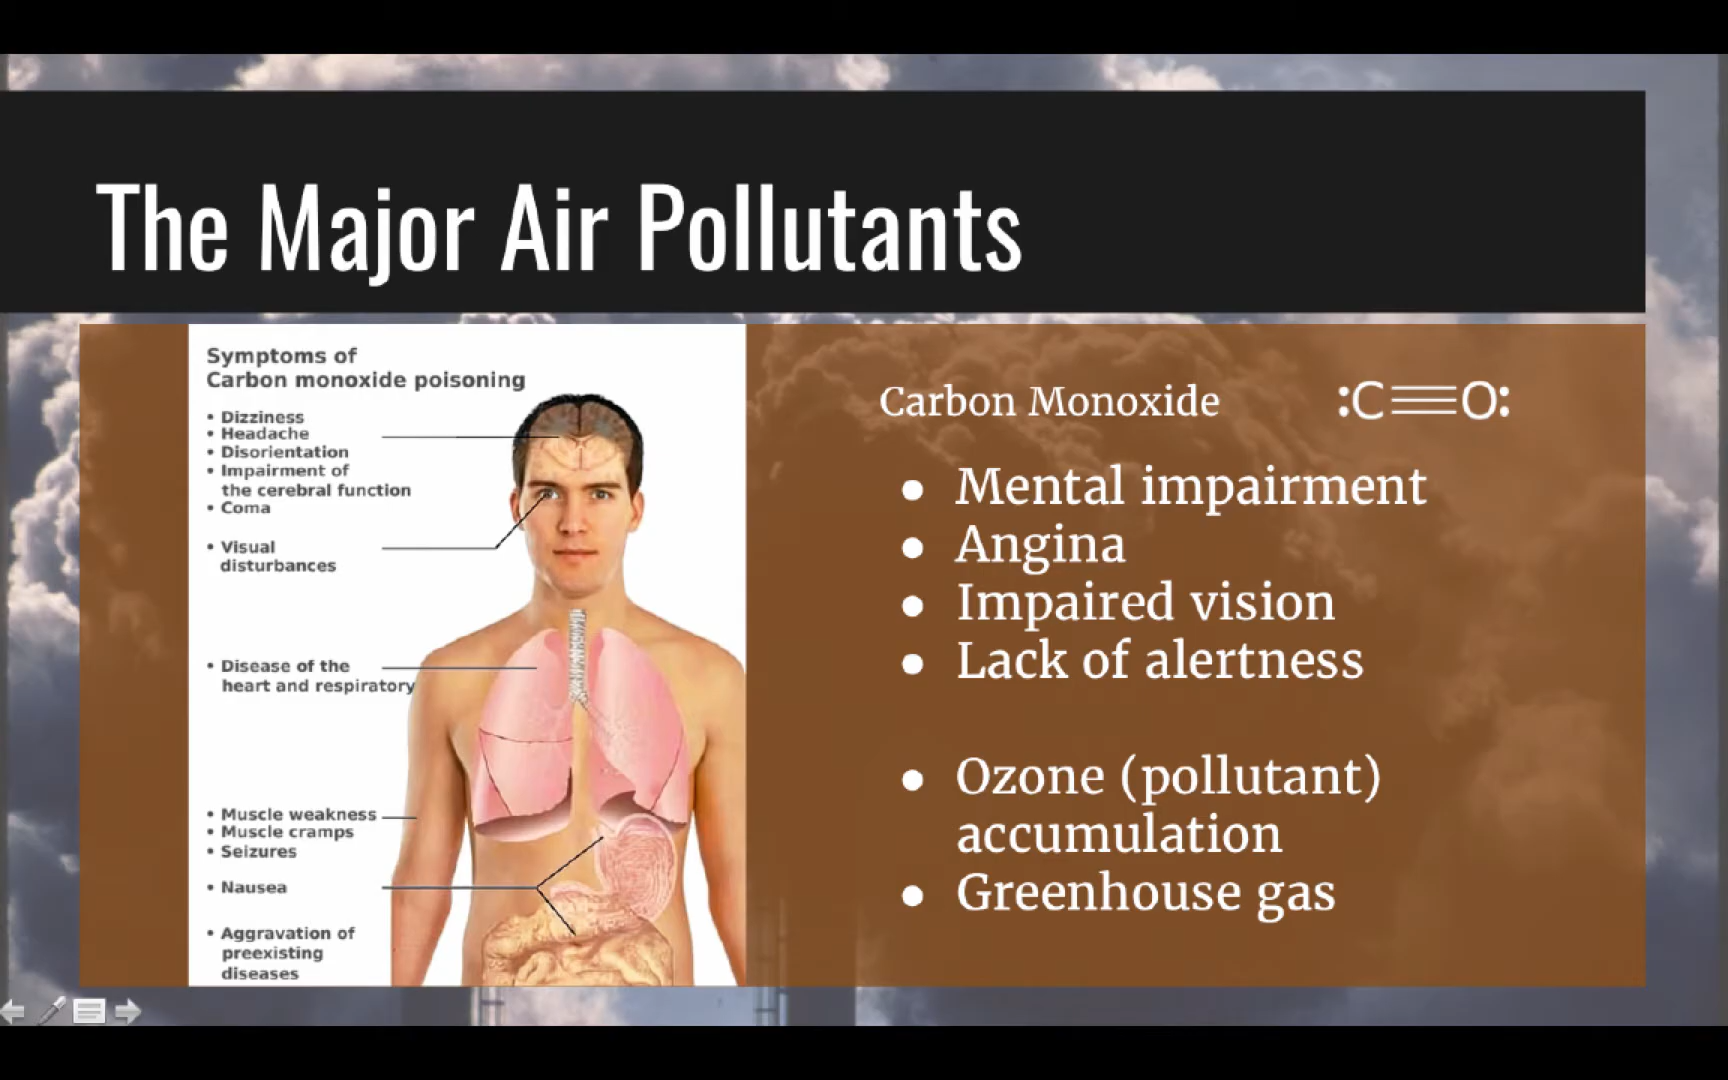 The Major Air Pollutants
Symptoms of
Carbon monoxide poisoning
• Dizziness
• Headache
• Disorientation
• Impairment of
the cerebral function
• Coma
• Visual
disturbances
• Disease of the
heart and respiratory
• Muscle weakness
• Muscle cramps
• Seizures
• Nausea
• Aggravation of
preexisting
diseases
Carbon Monoxide
:C≡O:
● Mental impairment
● Angina
● Impaired vision
● Lack of alertness
● Ozone (pollutant)
accumulation
● Greenhouse gas